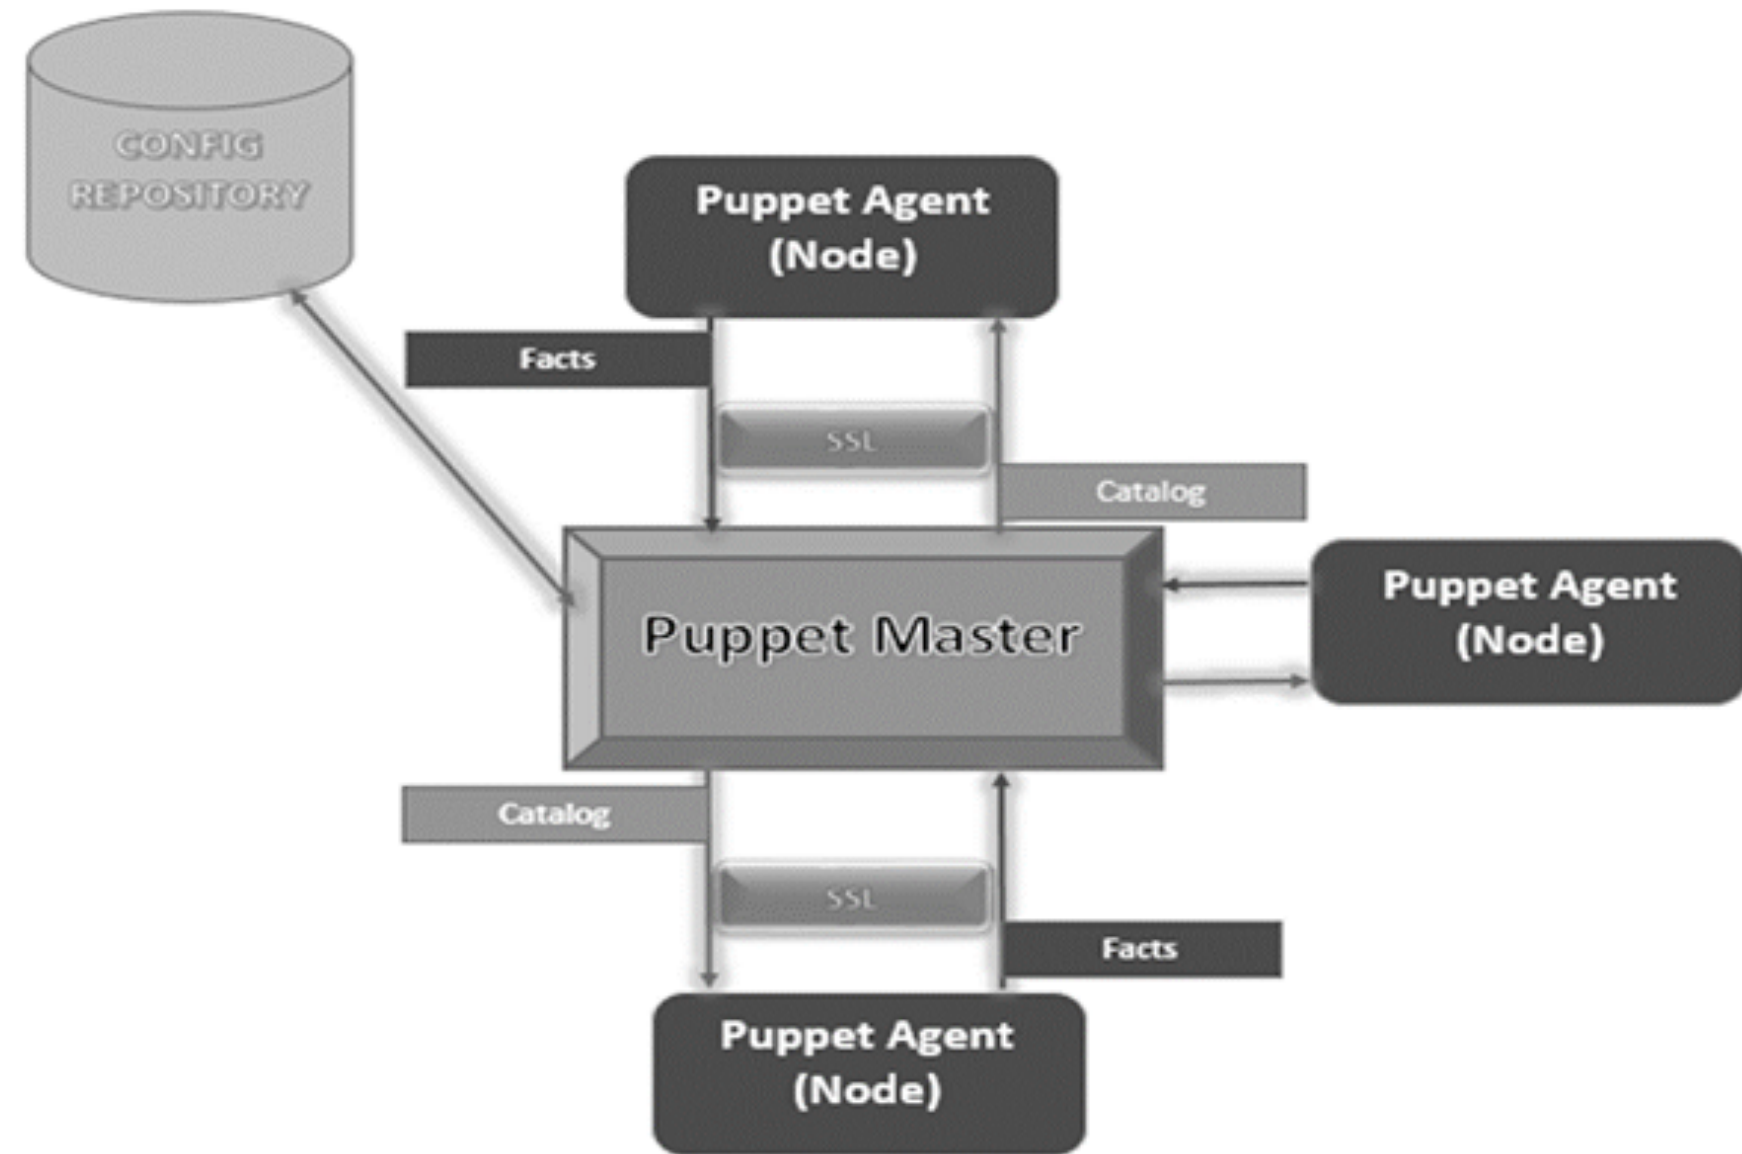 CONFIG
REPOSITORY
Puppet Agent
(Node)
Facts
SSL
Catalog
Puppet Master
Puppet Agent
(Node)
Catalog
SSL
Facts
Puppet Agent
(Node)